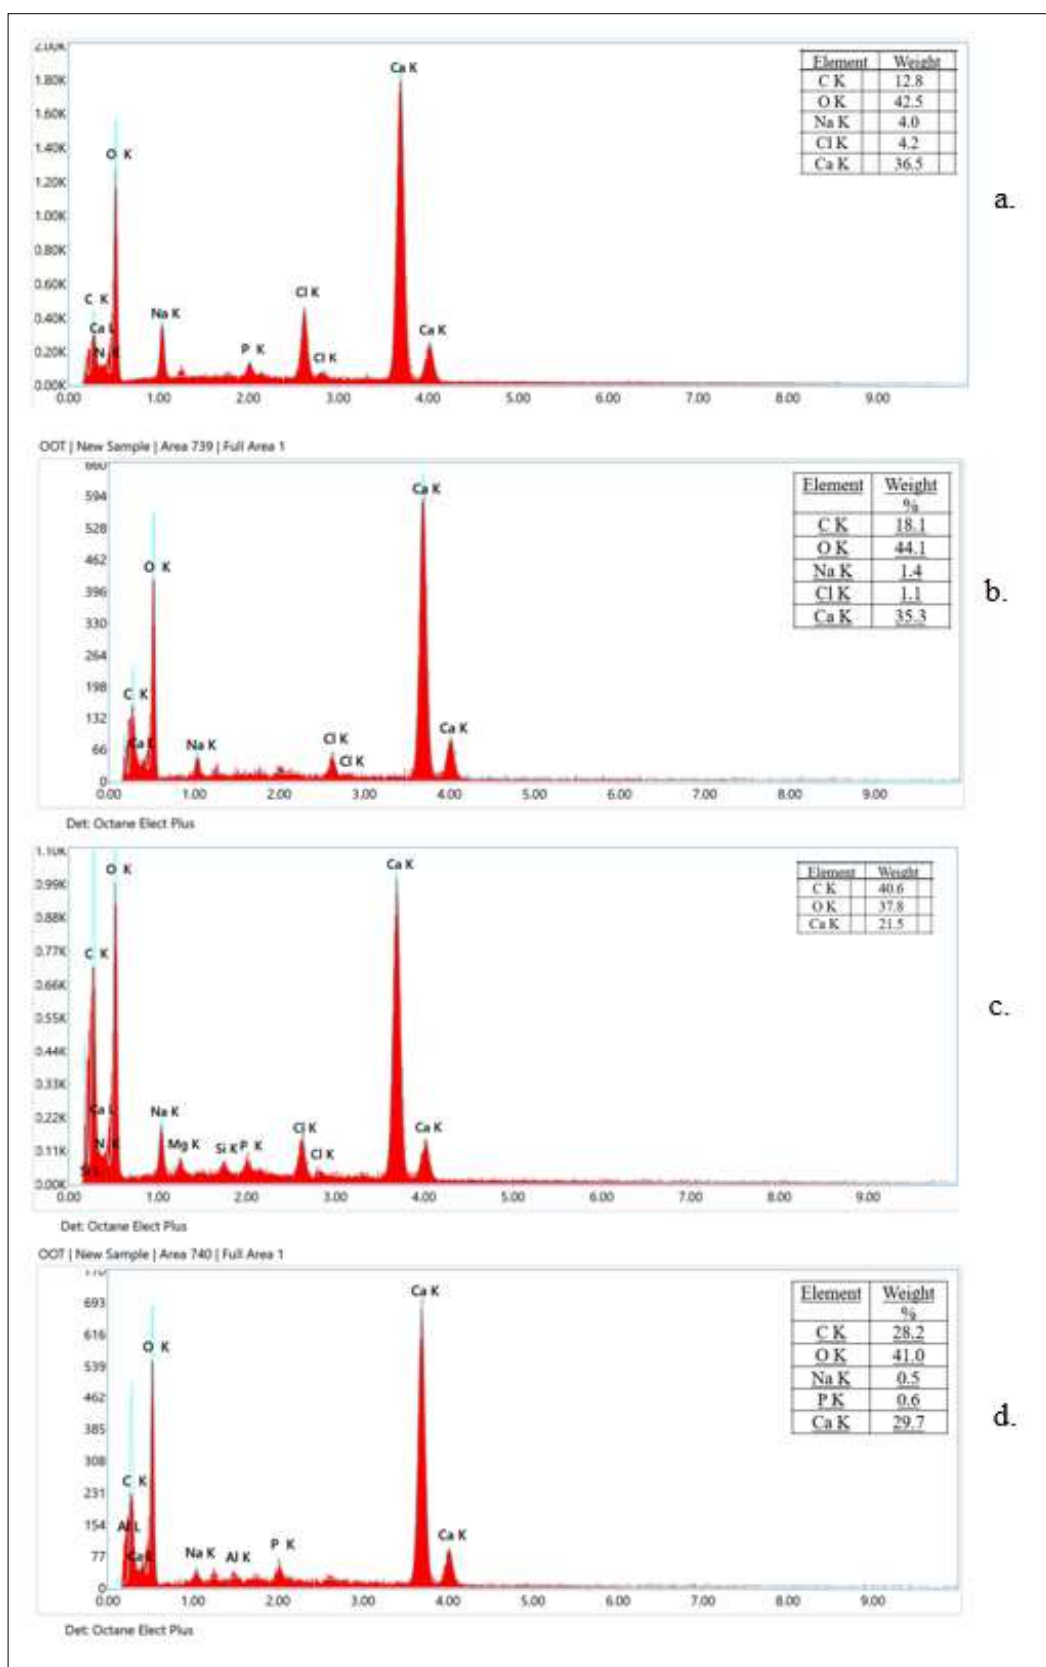 2.00K
1.80K
1.60K
1.40K
1.20K
1.00K
0.80K
0.60K
0.40K
0.20K
0.00K
Ca K
O K
C K
Ca L
N K
Na K
P K
Cl K
Cl K
Ca K
0.00 1.00 2.00 3.00 4.00 5.00 6.00 7.00 8.00 9.00
Element Weight
C K 12.8
O K 42.5
Na K 4.0
Cl K 4.2
Ca K 36.5
a.
OOT | New Sample | Area 739 | Full Area 1
660
594
528
462
396
330
264
198
132
66
0
Ca K
O K
C K
Ca L
Na K
Cl K
Cl K
Ca K
0.00 1.00 2.00 3.00 4.00 5.00 6.00 7.00 8.00 9.00
Element Weight
%
C K 18.1
O K 44.1
Na K 1.4
Cl K 1.1
Ca K 35.3
b.
Det: Octane Elect Plus
1.10K
0.99K
0.88K
0.77K
0.66K
0.55K
0.44K
0.33K
0.22K
0.11K
0.00K
Ca K
O K
C K
Ca L
N K
Si L
Na K
Mg K
Si K
P K
Cl K
Cl K
Ca K
0.00 1.00 2.00 3.00 4.00 5.00 6.00 7.00 8.00 9.00
Element Weight
C K 40.6
O K 37.8
Ca K 21.5
c.
Det: Octane Elect Plus
OOT | New Sample | Area 740 | Full Area 1
770
693
616
539
462
385
308
231
154
77
0
Ca K
O K
C K
Al L
Ca L
Na K
Al K
P K
Ca K
0.00 1.00 2.00 3.00 4.00 5.00 6.00 7.00 8.00 9.00
Element Weight
%
C K 28.2
O K 41.0
Na K 0.5
P K 0.6
Ca K 29.7
d.
Det: Octane Elect Plus